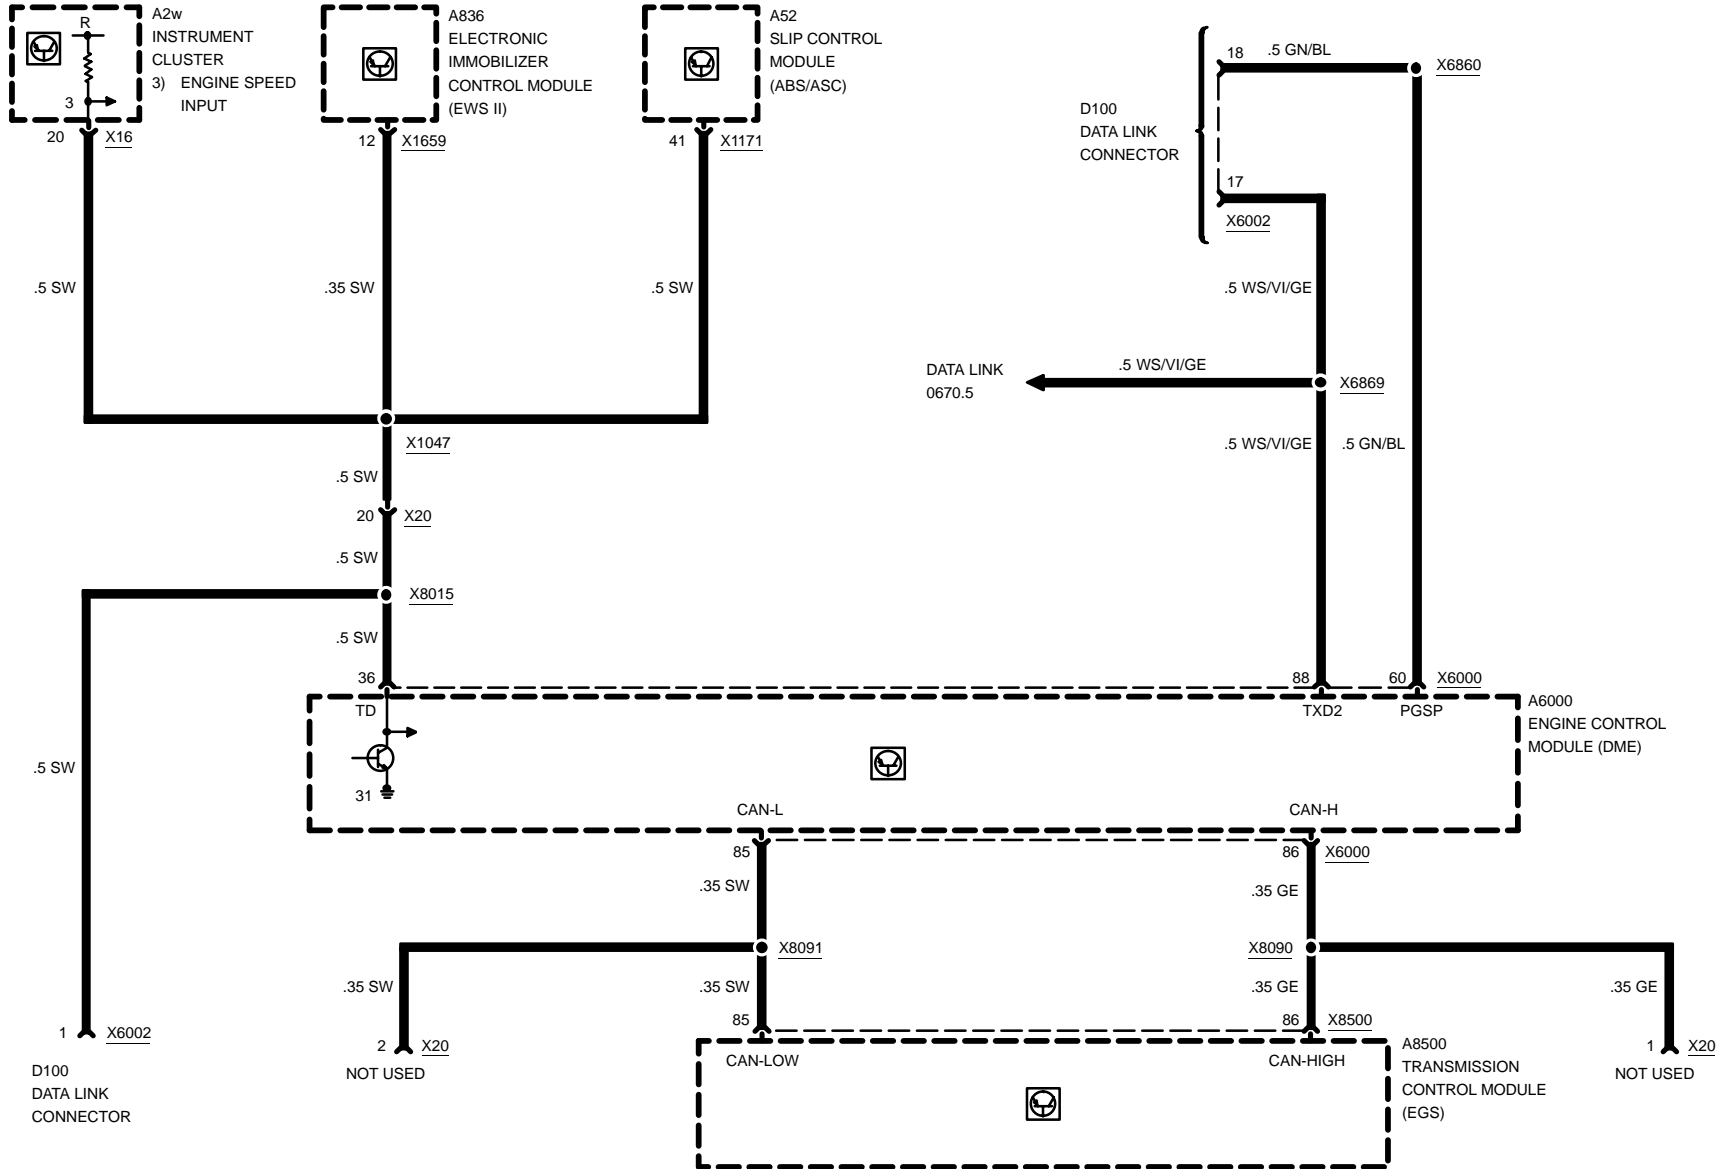 A2w
INSTRUMENT
CLUSTER
3) ENGINE SPEED
INPUT
R
3
20 X16
A836
ELECTRONIC
IMMOBILIZER
CONTROL MODULE
(EWS II)
12 X1659
A52
SLIP CONTROL
MODULE
(ABS/ASC)
41 X1171
D100
DATA LINK
CONNECTOR
18 .5 GN/BL
X6860
17
X6002
.5 SW
.35 SW
.5 SW
.5 WS/VI/GE
DATA LINK
0670.5
.5 WS/VI/GE
X6869
X1047
.5 WS/VI/GE
.5 GN/BL
.5 SW
20 X20
.5 SW
X8015
.5 SW
36
88
60 X6000
TD
TXD2
PGSP
A6000
ENGINE CONTROL
MODULE (DME)
.5 SW
31
CAN-L
CAN-H
85
86 X6000
.35 SW
.35 GE
X8091
X8090
.35 SW
.35 SW
.35 GE
.35 GE
85
86 X8500
1 X6002
D100
DATA LINK
CONNECTOR
2 X20
NOT USED
CAN-LOW
CAN-HIGH
A8500
TRANSMISSION
CONTROL MODULE
(EGS)
1 X20
NOT USED